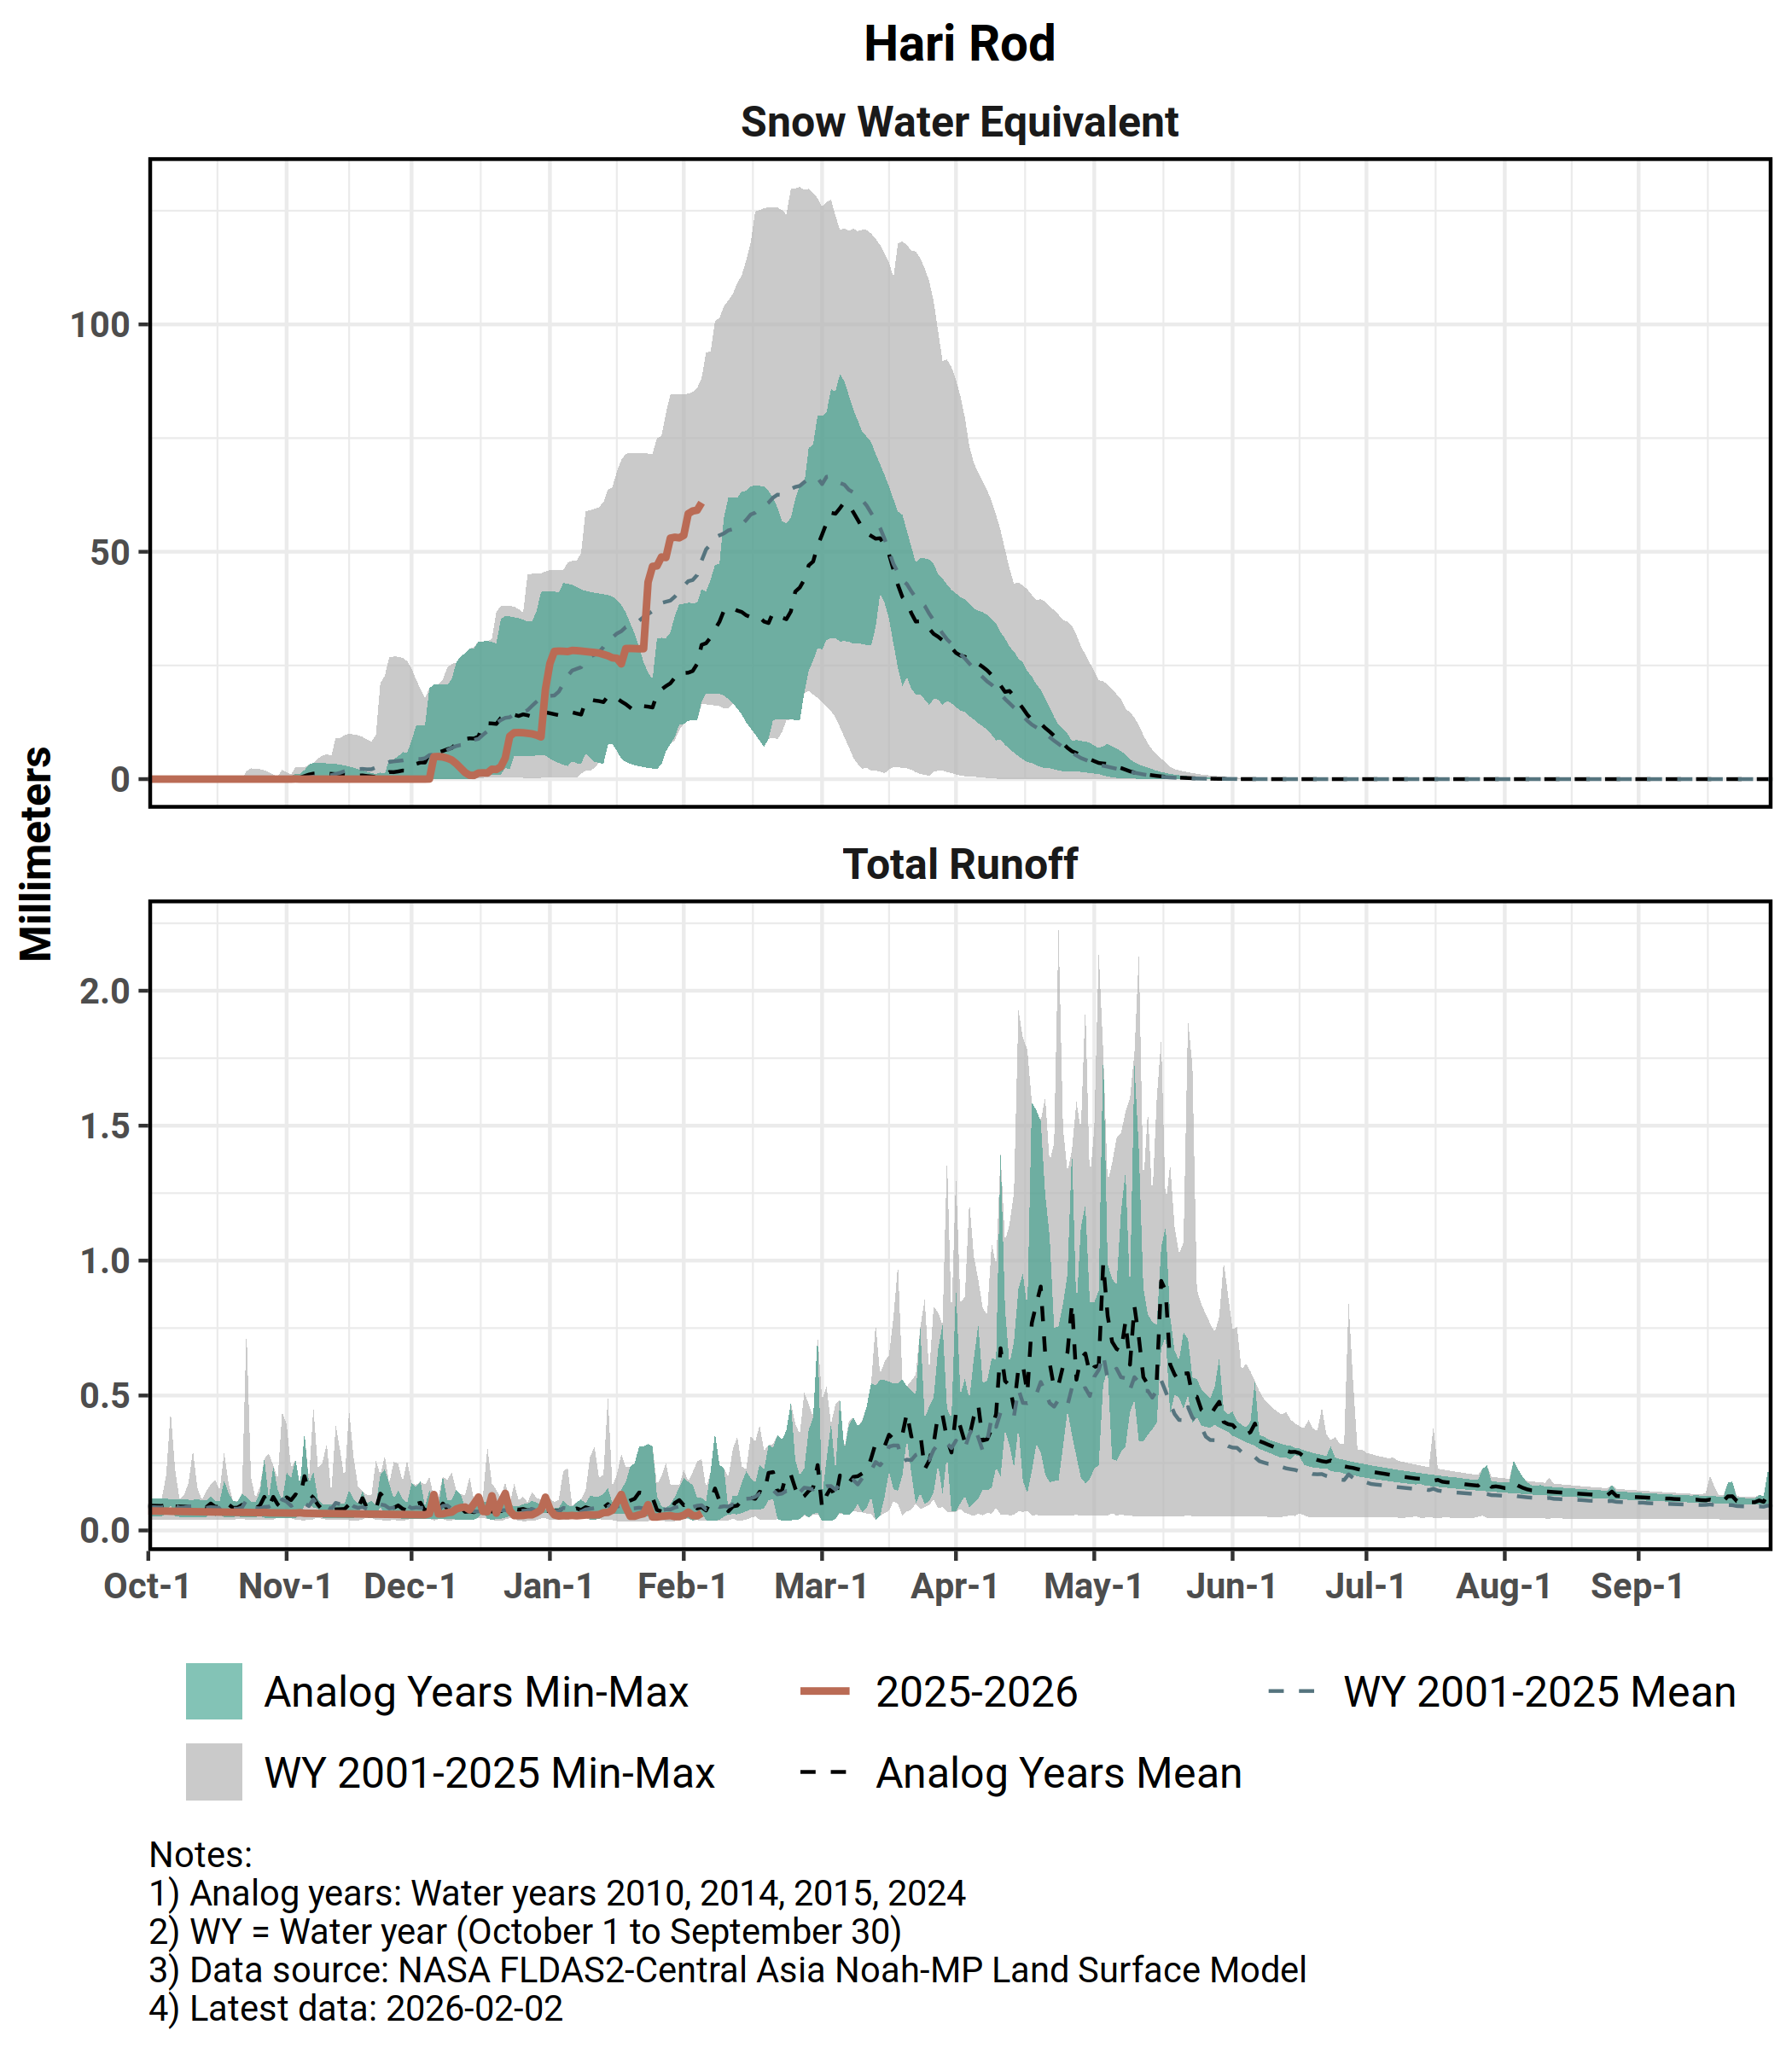 Hari Rod
Snow Water Equivalent
100
50
0
Millimeters
Total Runoff
2.0
1.5
1.0
0.5
0.0
Oct-1 Nov-1 Dec-1 Jan-1 Feb-1 Mar-1 Apr-1 May-1 Jun-1 Jul-1 Aug-1 Sep-1
Analog Years Min-Max 2025-2026 WY 2001-2025 Mean
WY 2001-2025 Min-Max Analog Years Mean
Notes:
1) Analog years: Water years 2010, 2014, 2015, 2024
2) WY = Water year (October 1 to September 30)
3) Data source: NASA FLDAS2-Central Asia Noah-MP Land Surface Model
4) Latest data: 2026-02-02